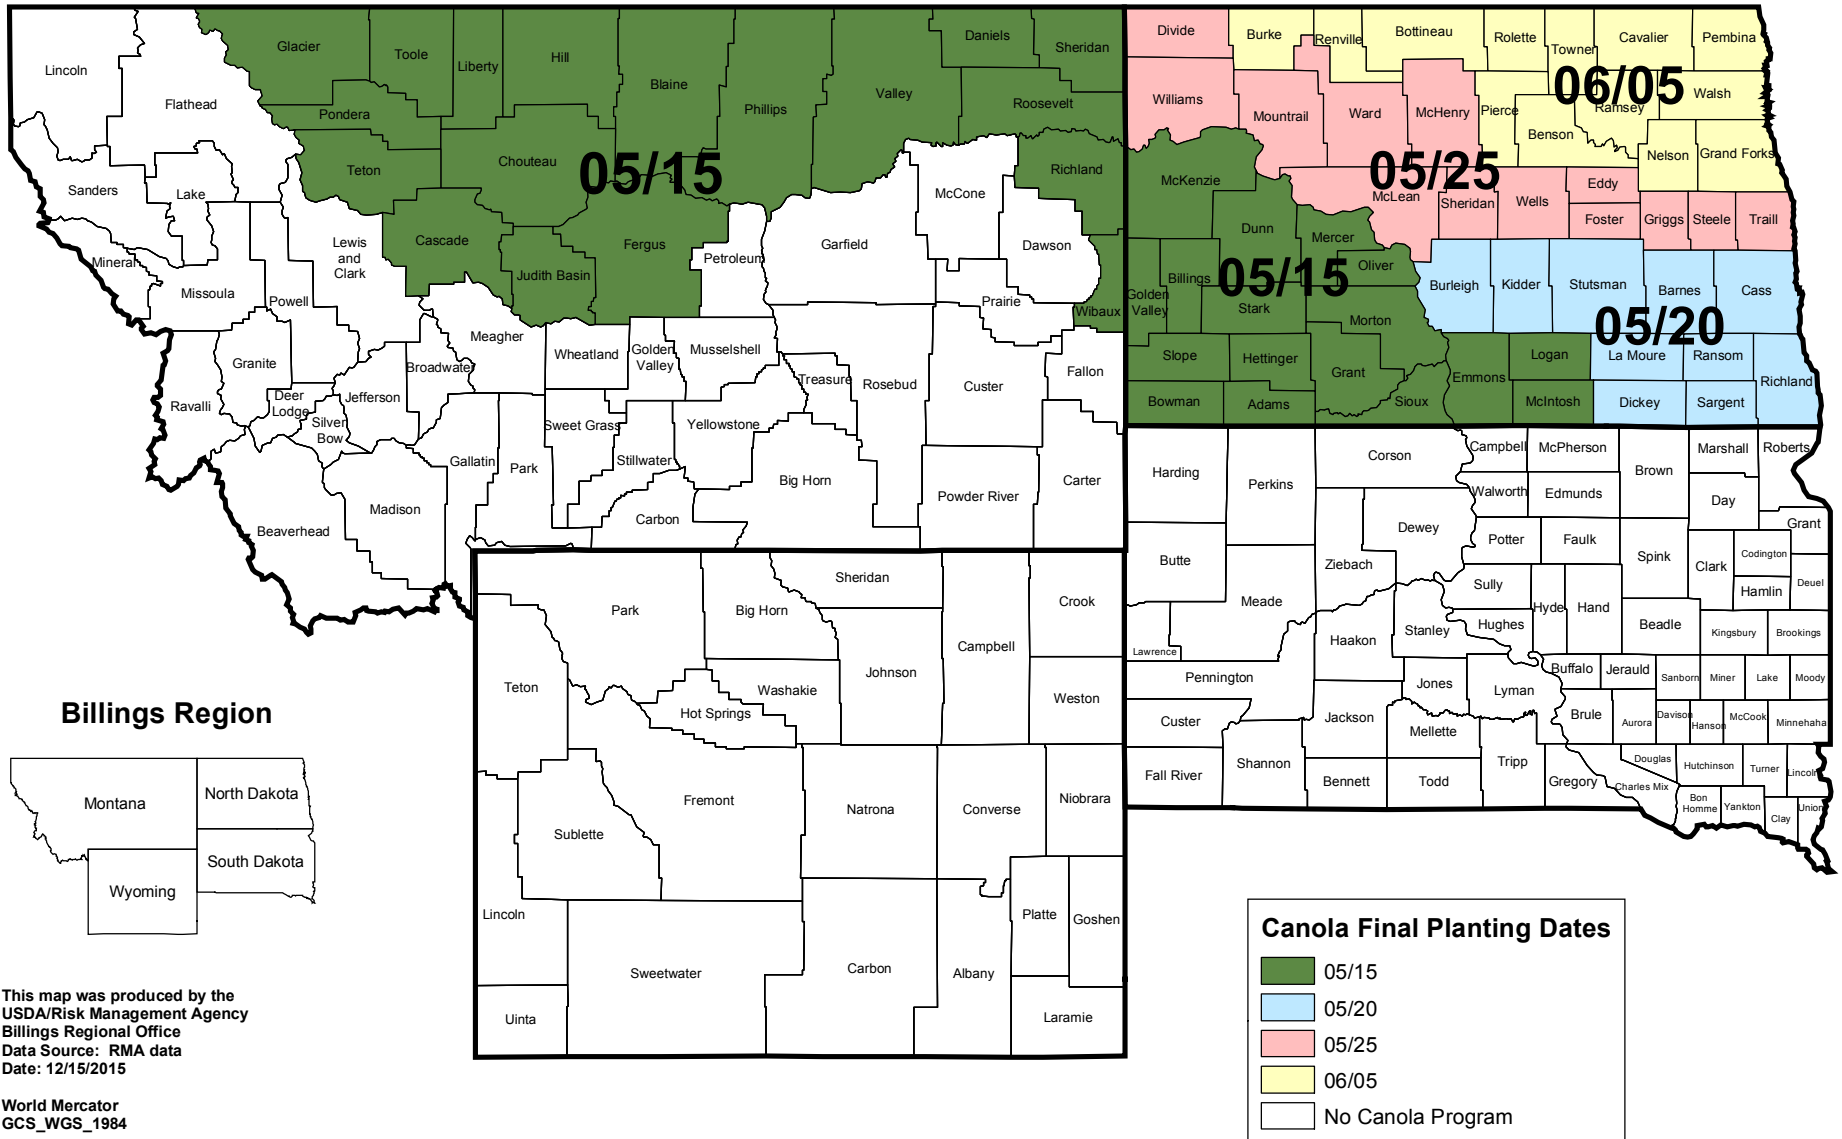 Lincoln
Flathead
Glacier
Toole
Liberty
Hill
Blaine
Phillips
Valley
Daniels
Sheridan
Roosevelt
Pondera
Teton
Chouteau
05/15
Richland
McCone
Sanders
Lake
Lewis
and
Clark
Cascade
Judith Basin
Fergus
Petroleum
Garfield
Dawson
Mineral
Missoula
Powell
Prairie
Wibaux
Meagher
Granite
Broadwater
Wheatland
Golden
Valley
Musselshell
Treasure
Rosebud
Custer
Fallon
Ravalli
Deer
Lodge
Jefferson
Silver
Bow
Sweet Grass
Yellowstone
Gallatin
Park
Stillwater
Big Horn
Powder River
Carter
Madison
Carbon
Beaverhead
Divide
Burke
Renville
Bottineau
Rolette
Towner
Cavalier
Pembina
06/05
Williams
Mountrail
Ward
McHenry
Pierce
Ramsey
Walsh
Benson
Nelson
Grand Forks
05/25
McKenzie
McLean
Sheridan
Wells
Eddy
Foster
Griggs
Steele
Traill
Dunn
Mercer
Oliver
05/15
Billings
Golden
Valley
Stark
Morton
Burleigh
Kidder
Stutsman
Barnes
Cass
05/20
Slope
Hettinger
Grant
Emmons
Logan
La Moure
Ransom
Richland
Bowman
Adams
Sioux
McIntosh
Dickey
Sargent
Harding
Perkins
Corson
Campbell
McPherson
Brown
Marshall
Roberts
Walworth
Edmunds
Day
Dewey
Grant
Butte
Ziebach
Potter
Faulk
Spink
Clark
Codington
Deuel
Hamlin
Meade
Sully
Hyde
Hand
Lawrence
Haakon
Stanley
Hughes
Beadle
Kingsbury
Brookings
Pennington
Jones
Lyman
Buffalo
Jerauld
Sanborn
Miner
Lake
Moody
Custer
Jackson
Mellette
Brule
Aurora
Davison
Hanson
McCook
Minnehaha
Fall River
Shannon
Bennett
Todd
Tripp
Gregory
Douglas
Charles Mix
Hutchinson
Turner
Lincoln
Bon
Homme
Yankton
Clay
Union
Park
Big Horn
Sheridan
Crook
Teton
Johnson
Campbell
Weston
Washakie
Hot Springs
Fremont
Natrona
Converse
Niobrara
Sublette
Lincoln
Platte
Goshen
Sweetwater
Carbon
Albany
Uinta
Laramie
Billings Region
Montana
North Dakota
South Dakota
Wyoming
This map was produced by the
USDA/Risk Management Agency
Billings Regional Office
Data Source: RMA data
Date: 12/15/2015
World Mercator
GCS_WGS_1984
Canola Final Planting Dates
05/15
05/20
05/25
06/05
No Canola Program